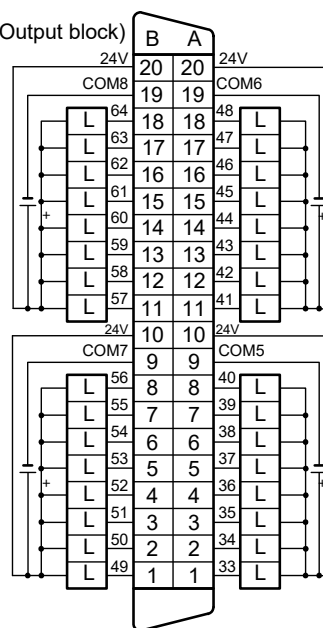 Output block) B A
24V 20 20 24V
COM8 19 19 COM6
L 64 18 18 48 L
L 63 17 17 47 L
L 62 16 16 46 L
L 61 15 15 45 L
+ L 60 14 14 44 L +
L 59 13 13 43 L
L 58 12 12 42 L
L 57 11 11 41 L
24V 10 10 24V
COM7 9 9 COM5
L 56 8 8 40 L
L 55 7 7 39 L
L 54 6 6 38 L
L 53 5 5 37 L
+ L 52 4 4 36 L +
L 51 3 3 35 L
L 50 2 2 34 L
L 49 1 1 33 L